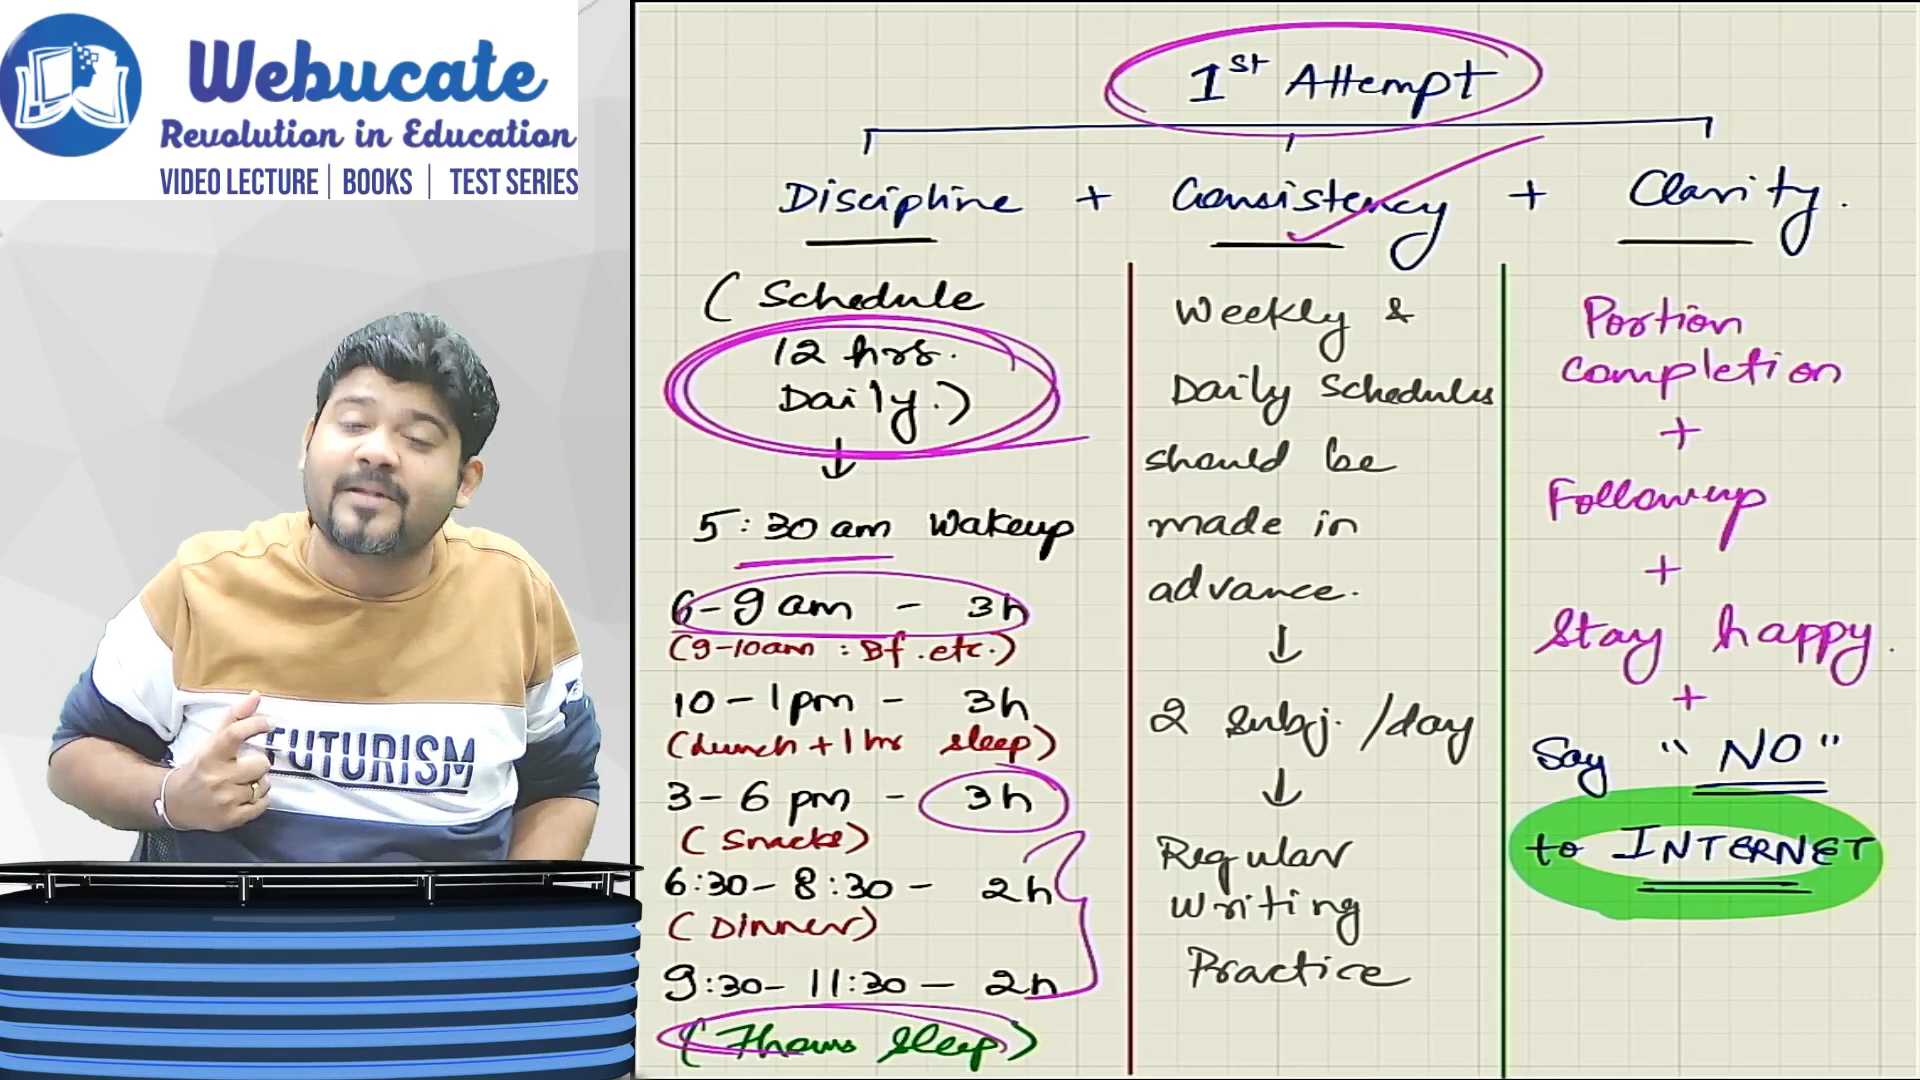 Webucate
Revolution in Education
VIDEO LECTURE | BOOKS | TEST SERIES
FUTURISM
1st Attempt
Discipline + Consistency + Clarity.
(Schedule
12 hrs.
Daily.)
↓
5:30 am Wakeup
6-9 am - 3h
(9-10am : Bf. etc.)
10-1pm - 3h
(Lunch + 1 hr sleep)
3-6 pm - 3h
(Snacks)
6:30-8:30 - 2h
(Dinner)
9:30-11:30 - 2h
(7hours sleep)
Weekly &
Daily Schedules
should be
made in
advance.
↓
2 subj. /day
↓
Regular
writing
Practice
Portion
completion
+
Followup
+
Stay happy.
+
Say "NO"
to INTERNET